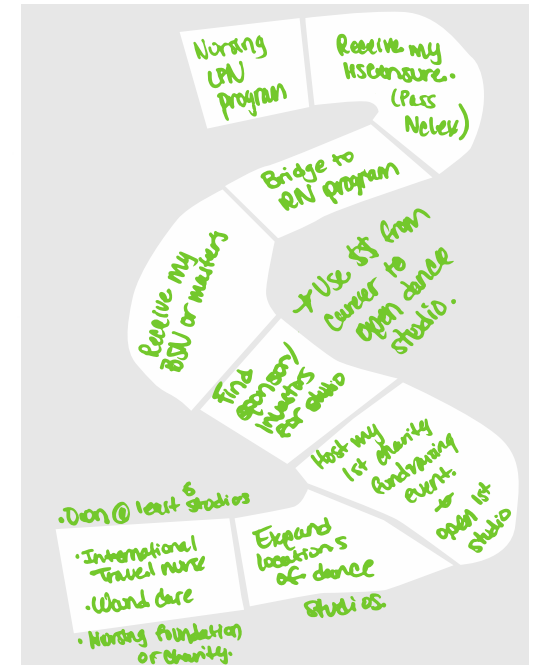 Nursing
LPN
program
Receive my
liscensure.
(Pass
Nclex)
Bridge to
RN program
Receive my
BSN or masters
* Use $$ from
career to
open dance
studio.
Find
sponsors/
investors
for studio
Host my
1st charity
fundraising
event.
→
open 1st
studio
Expand
locations
of dance
studios.
• Own @ least 6 studios
• International
Travel nurse
• Wound care
• Nursing foundation
or charity.